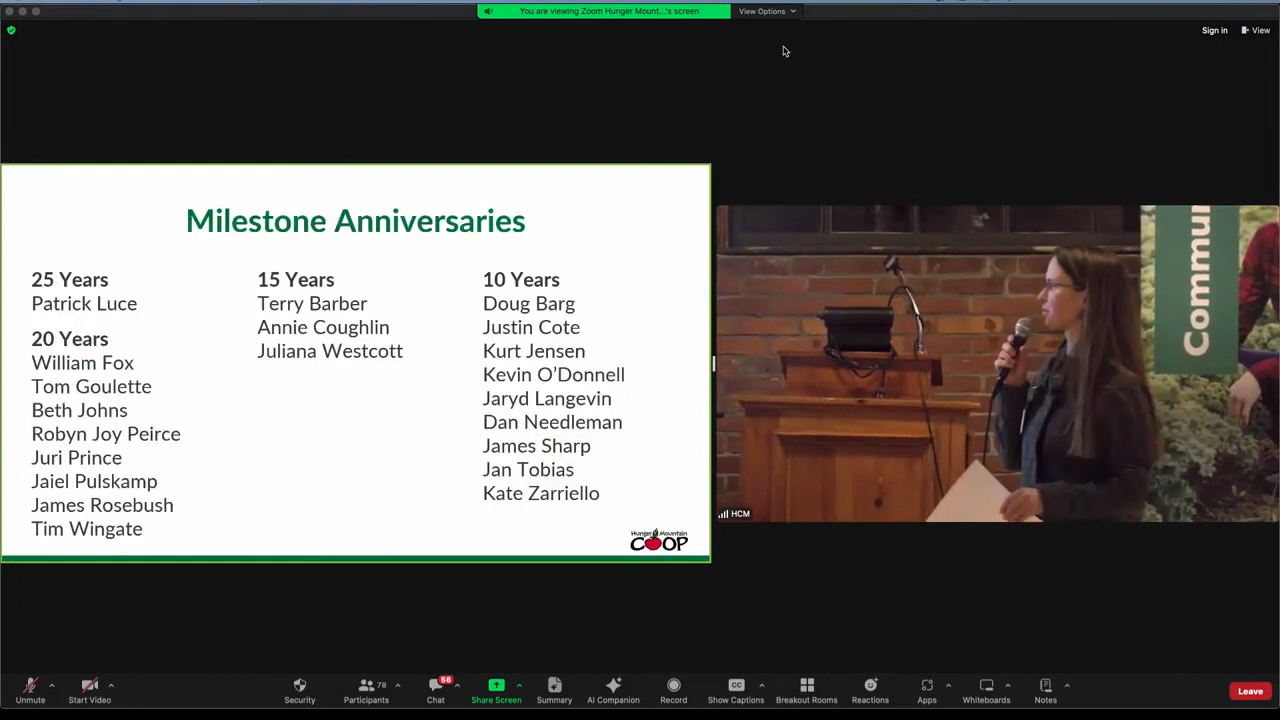 You are viewing Zoom Hunger Mount...'s screen
View Options
Sign in
View
Milestone Anniversaries
25 Years
Patrick Luce
20 Years
William Fox
Tom Goulette
Beth Johns
Robyn Joy Peirce
Juri Prince
Jaiel Pulskamp
James Rosebush
Tim Wingate
15 Years
Terry Barber
Annie Coughlin
Juliana Westcott
10 Years
Doug Barg
Justin Cote
Kurt Jensen
Kevin O'Donnell
Jaryd Langevin
Dan Needleman
James Sharp
Jan Tobias
Kate Zarriello
Hunger Mountain
COOP
Commun
HCM
Unmute
Start Video
Security
78
Participants
56
Chat
Share Screen
Summary
AI Companion
Record
CC
Show Captions
Breakout Rooms
Reactions
Apps
Whiteboards
Notes
Leave